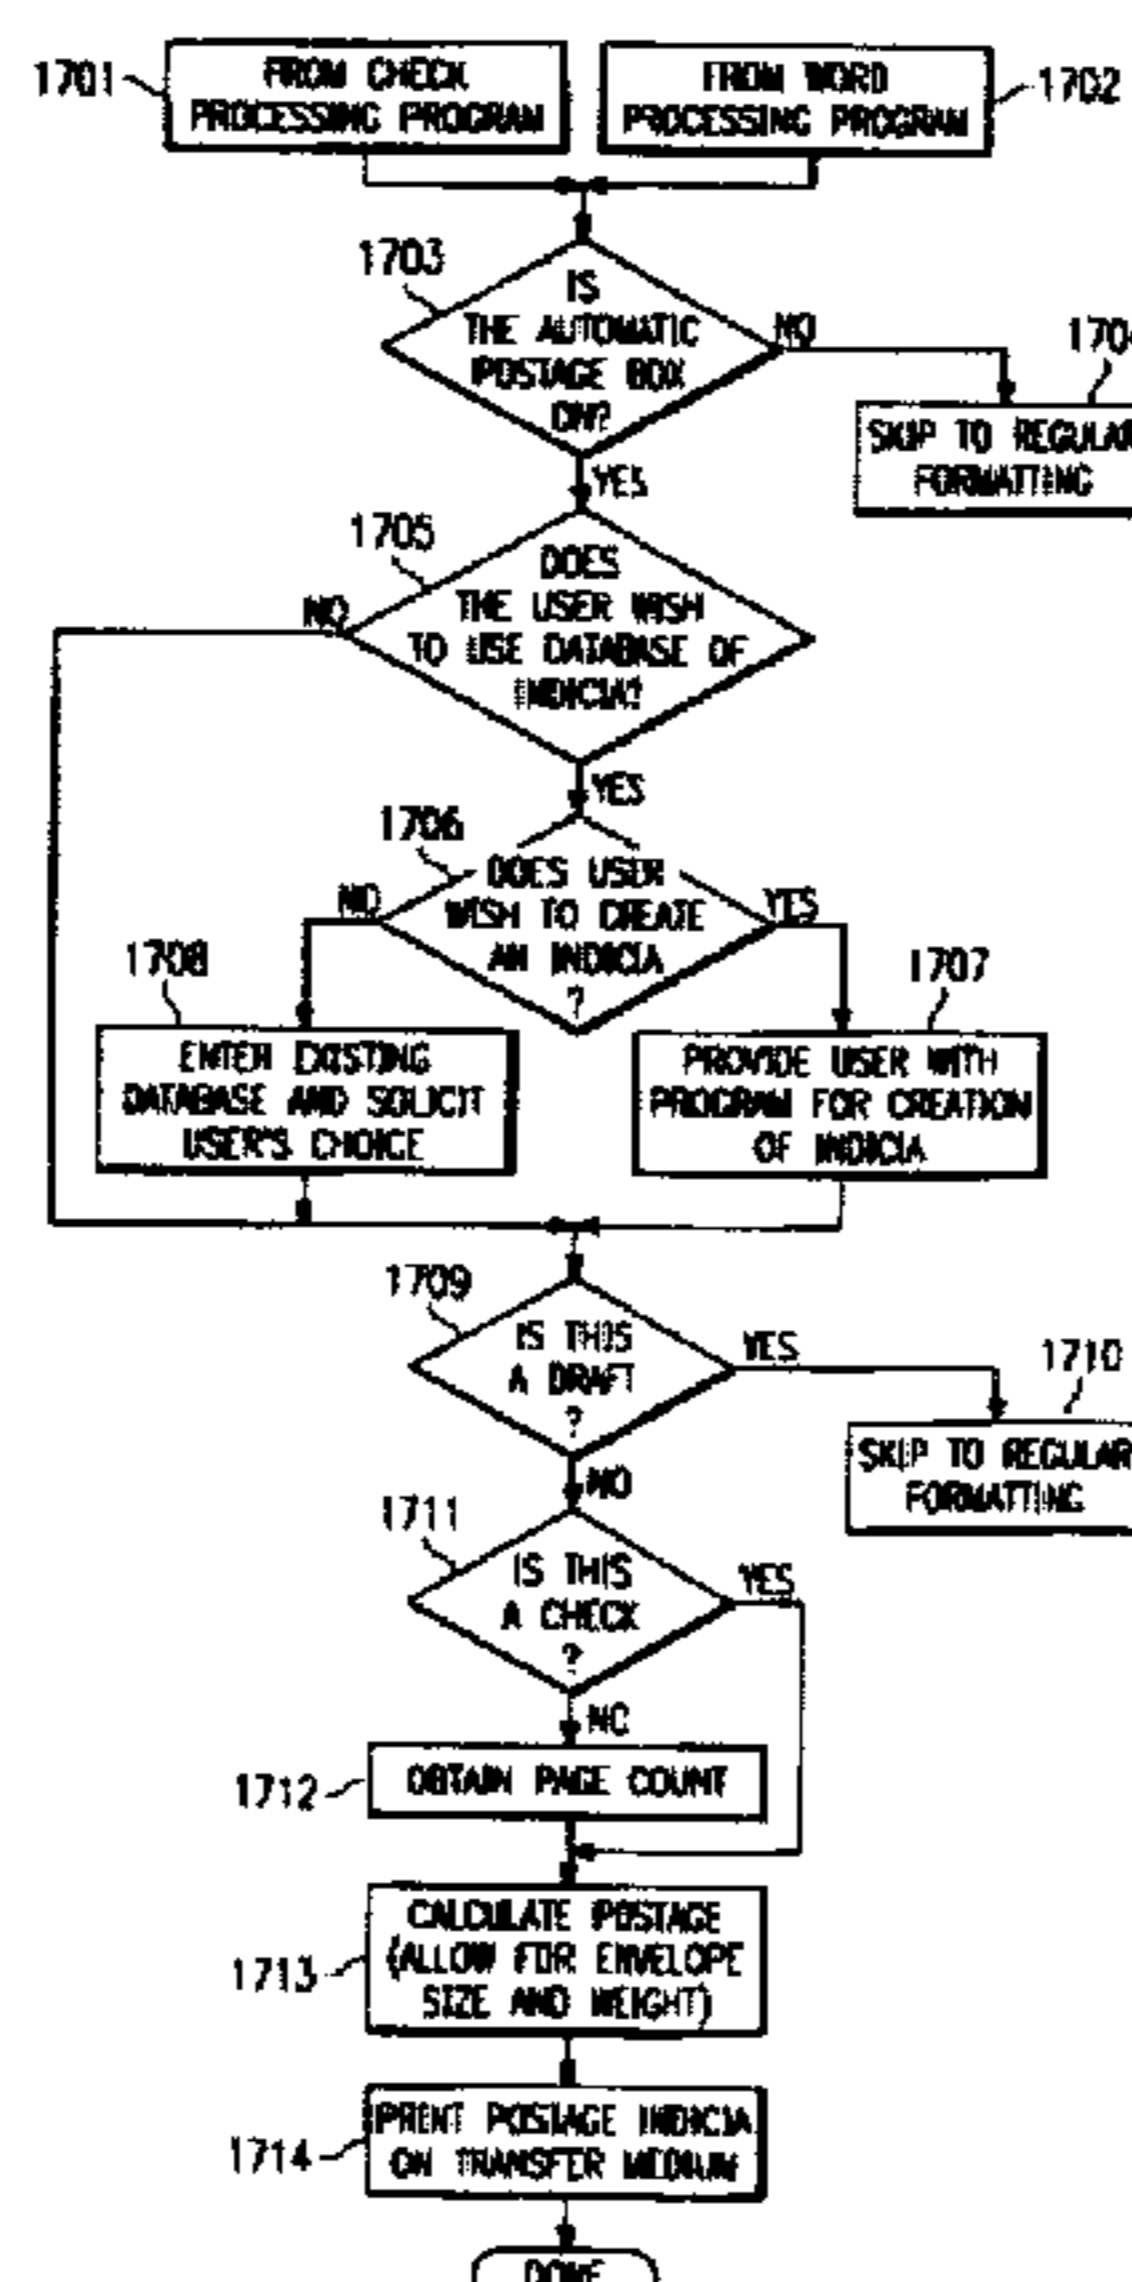 1701
FROM CHECK
PROCESSING PROGRAM
FROM WORD
PROCESSING PROGRAM
1702
1703
IS
THE AUTOMATIC
POSTAGE BOX
ON?
NO
SKIP TO REGULAR
FORMATTING
YES
1705
DOES
THE USER WISH
TO USE DATABASE OF
INDICIA?
NO
YES
1706
DOES USER
WISH TO CREATE
AN INDICIA
?
NO
YES
1708
ENTER EXISTING
DATABASE AND SOLICIT
USER'S CHOICE
1707
PROVIDE USER WITH
PROGRAM FOR CREATION
OF INDICIA
1709
IS THIS
A DRAFT
?
YES
1710
SKIP TO REGULAR
FORMATTING
NO
1711
IS THIS
A CHECK
?
YES
NO
1712
OBTAIN PAGE COUNT
1713
CALCULATE POSTAGE
(ALLOW FOR ENVELOPE
SIZE AND WEIGHT)
1714
PRINT POSTAGE INDICIA
ON TRANSFER MEDIUM
DONE